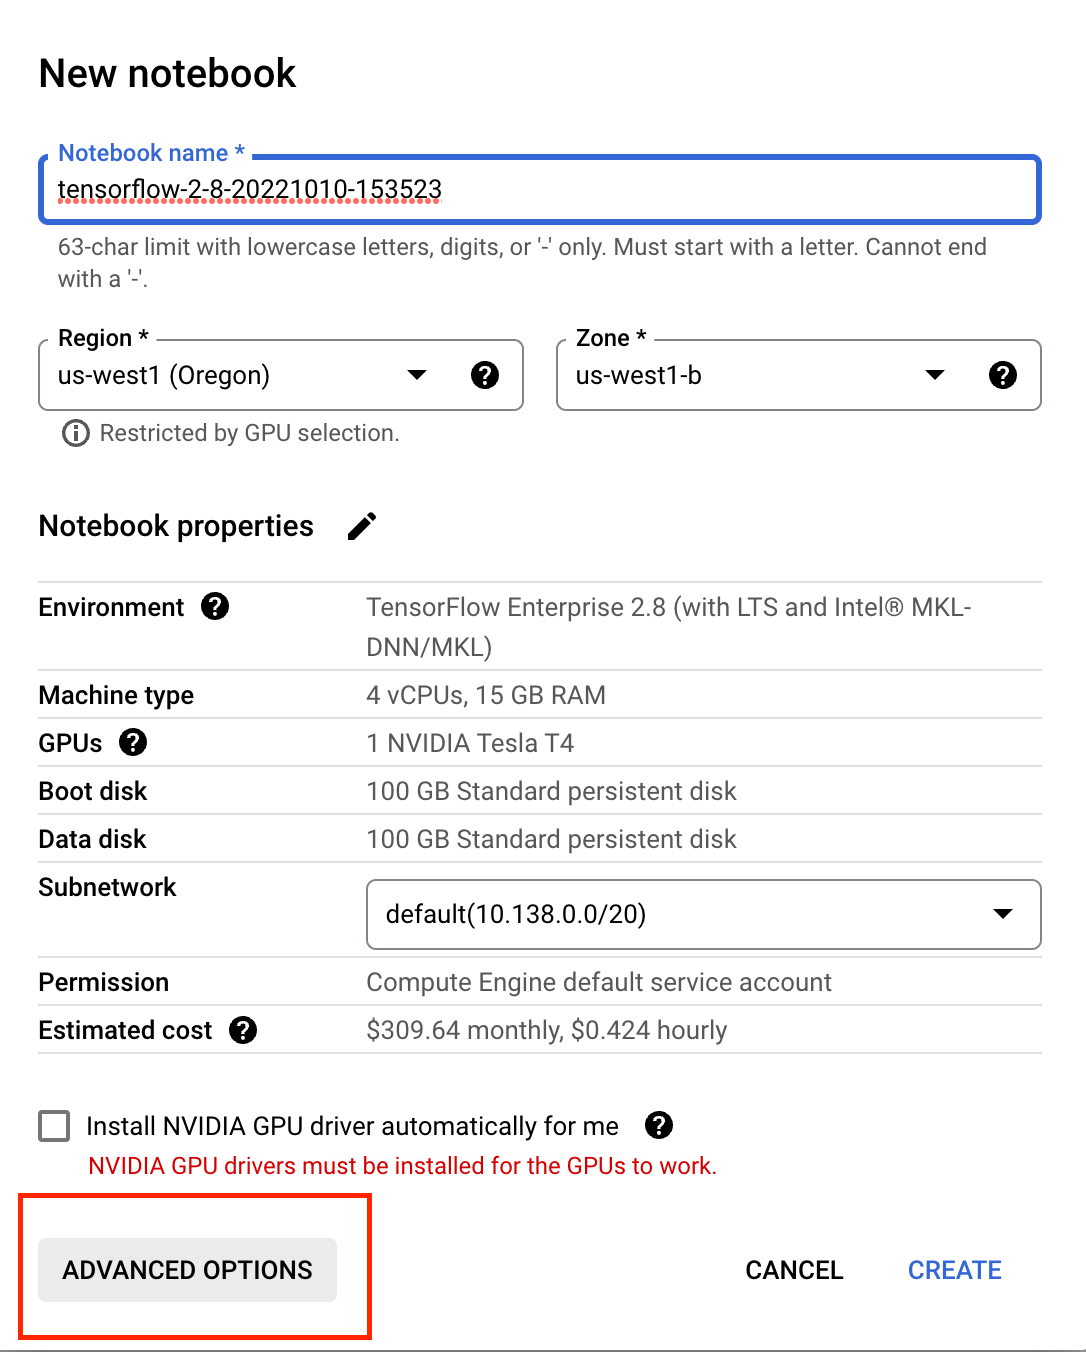 New notebook
Notebook name *
tensorflow-2-8-20221010-153523
63-char limit with lowercase letters, digits, or '-' only. Must start with a letter. Cannot end
with a '-'.
Region *
us-west1 (Oregon)
Zone *
us-west1-b
Restricted by GPU selection.
Notebook properties
Environment
TensorFlow Enterprise 2.8 (with LTS and Intel® MKL-
DNN/MKL)
Machine type
4 vCPUs, 15 GB RAM
GPUs
1 NVIDIA Tesla T4
Boot disk
100 GB Standard persistent disk
Data disk
100 GB Standard persistent disk
Subnetwork
default(10.138.0.0/20)
Permission
Compute Engine default service account
Estimated cost
$309.64 monthly, $0.424 hourly
Install NVIDIA GPU driver automatically for me
NVIDIA GPU drivers must be installed for the GPUs to work.
ADVANCED OPTIONS
CANCEL
CREATE